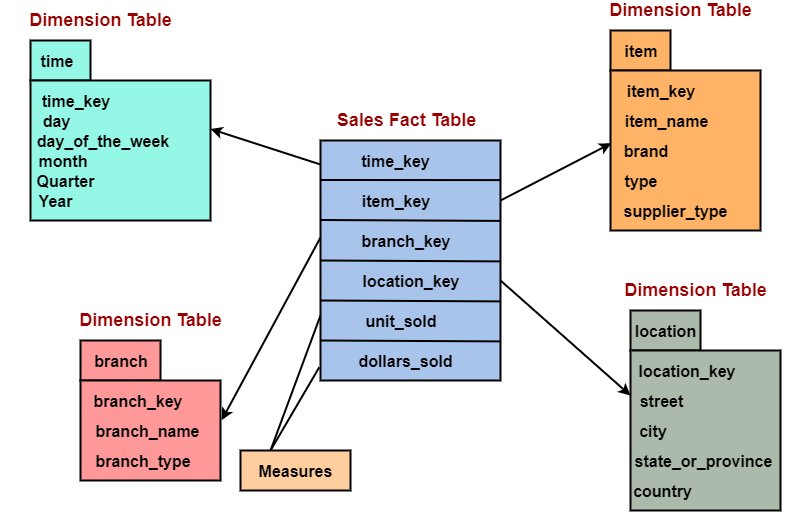 Dimension Table
time
time_key
day
day_of_the_week
month
Quarter
Year
Sales Fact Table
time_key
item_key
branch_key
location_key
unit_sold
dollars_sold
Dimension Table
item
item_key
item_name
brand
type
supplier_type
Dimension Table
branch
branch_key
branch_name
branch_type
Measures
Dimension Table
location
location_key
street
city
state_or_province
country